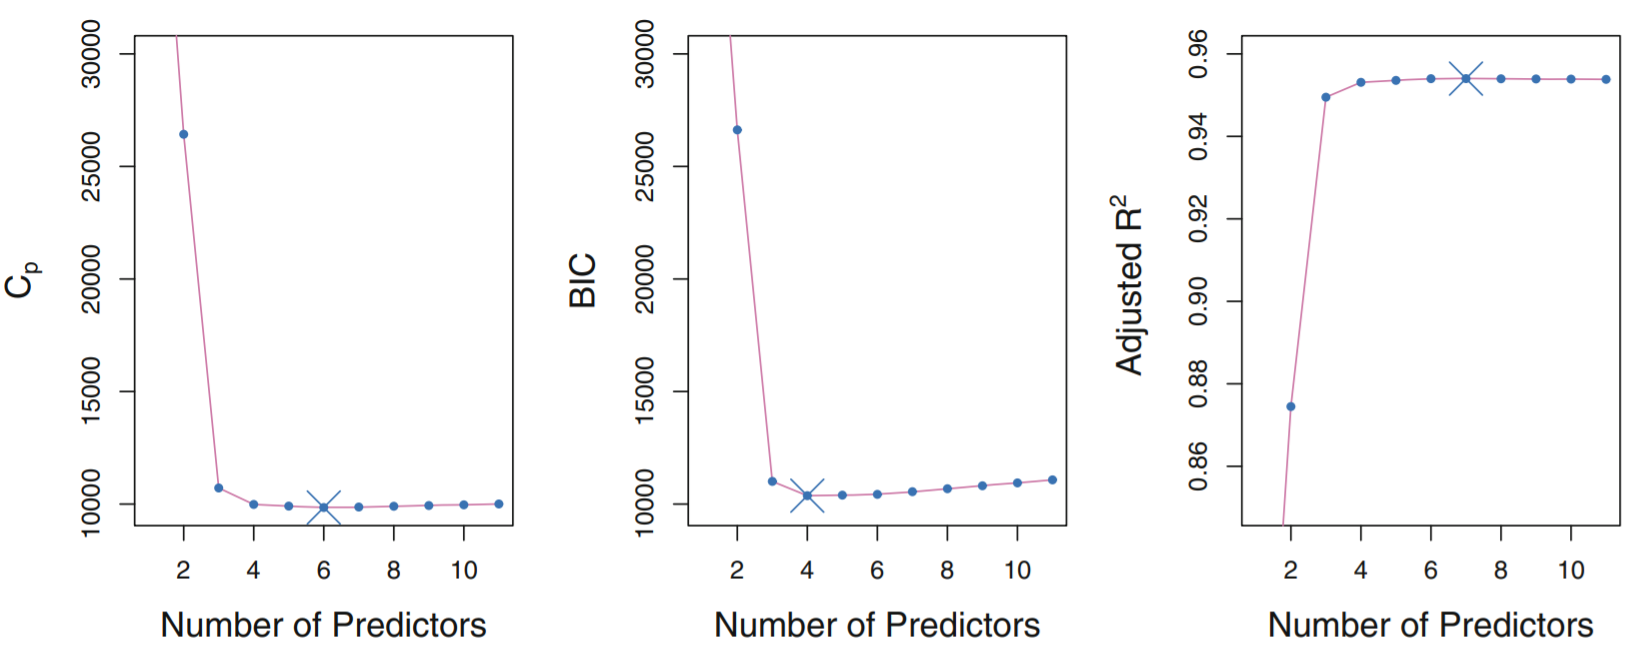 Cp
30000
25000
20000
15000
10000
2 4 6 8 10
Number of Predictors
BIC
30000
25000
20000
15000
10000
2 4 6 8 10
Number of Predictors
Adjusted R²
0.96
0.94
0.92
0.90
0.88
0.86
2 4 6 8 10
Number of Predictors